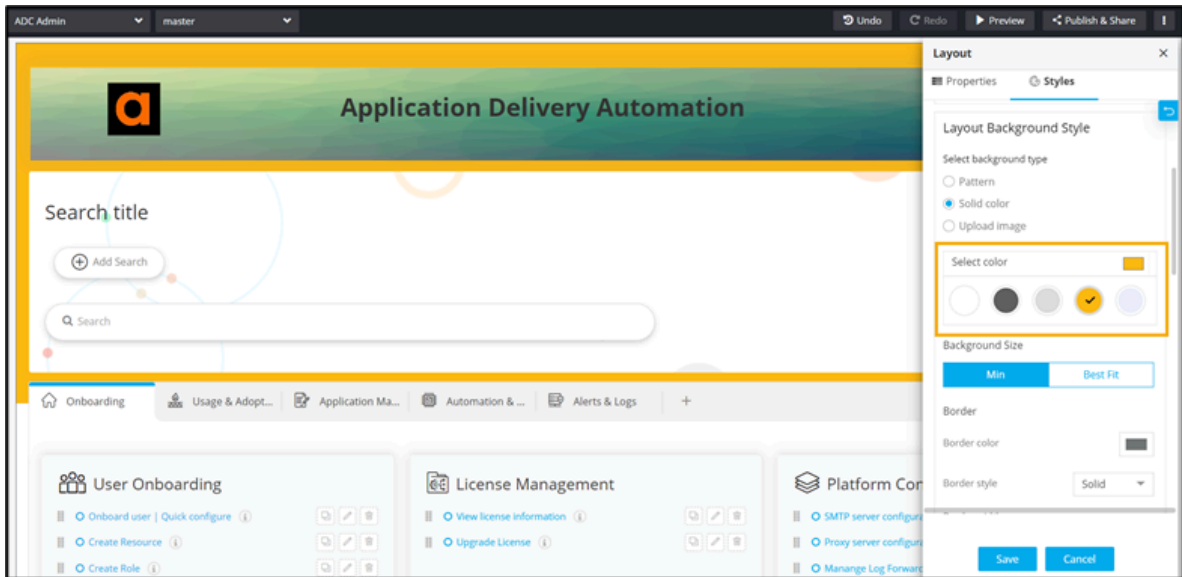 ADC Admin master Undo Redo Preview Publish & Share
Layout
Properties Styles
a Application Delivery Automation
Layout Background Style
Select background type
Pattern
Solid color
Upload image
Search title
Add Search
Select color
Search
Background Size
Min Best Fit
Onboarding Usage & Adopt... Application Ma... Automation & ... Alerts & Logs +
Border
Border color
User Onboarding License Management Platform Con
Border style Solid
Onboard user | Quick configure View license information SMTP server configura
Create Resource Upgrade License Proxy server configu
Create Role Manange Log Forward
Save Cancel